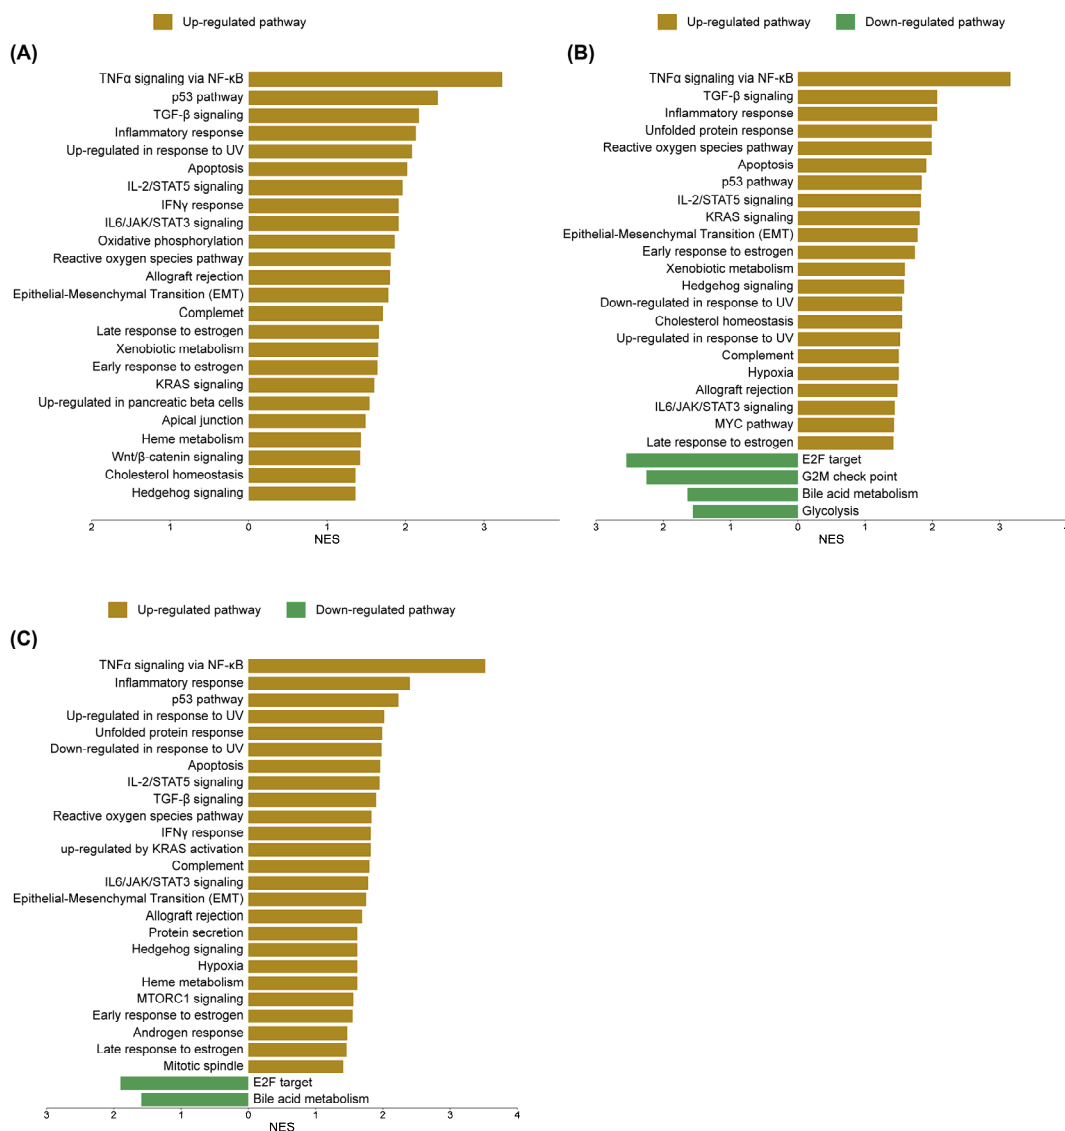 Up-regulated pathway
(A)
TNFα signaling via NF-κB
p53 pathway
TGF-β signaling
Inflammatory response
Up-regulated in response to UV
Apoptosis
IL-2/STAT5 signaling
IFNγ response
IL6/JAK/STAT3 signaling
Oxidative phosphorylation
Reactive oxygen species pathway
Allograft rejection
Epithelial-Mesenchymal Transition (EMT)
Complemet
Late response to estrogen
Xenobiotic metabolism
Early response to estrogen
KRAS signaling
Up-regulated in pancreatic beta cells
Apical junction
Heme metabolism
Wnt/β-catenin signaling
Cholesterol homeostasis
Hedgehog signaling
2 1 0 1 2 3
NES
Up-regulated pathway Down-regulated pathway
(B)
TNFα signaling via NF-κB
TGF-β signaling
Inflammatory response
Unfolded protein response
Reactive oxygen species pathway
Apoptosis
p53 pathway
IL-2/STAT5 signaling
KRAS signaling
Epithelial-Mesenchymal Transition (EMT)
Early response to estrogen
Xenobiotic metabolism
Hedgehog signaling
Down-regulated in response to UV
Cholesterol homeostasis
Up-regulated in response to UV
Complement
Hypoxia
Allograft rejection
IL6/JAK/STAT3 signaling
MYC pathway
Late response to estrogen
E2F target
G2M check point
Bile acid metabolism
Glycolysis
3 2 1 0 1 2 3 4
NES
Up-regulated pathway Down-regulated pathway
(C)
TNFα signaling via NF-κB
Inflammatory response
p53 pathway
Up-regulated in response to UV
Unfolded protein response
Down-regulated in response to UV
Apoptosis
IL-2/STAT5 signaling
TGF-β signaling
Reactive oxygen species pathway
IFNγ response
up-regulated by KRAS activation
Complement
IL6/JAK/STAT3 signaling
Epithelial-Mesenchymal Transition (EMT)
Allograft rejection
Protein secretion
Hedgehog signaling
Hypoxia
Heme metabolism
MTORC1 signaling
Early response to estrogen
Androgen response
Late response to estrogen
Mitotic spindle
E2F target
Bile acid metabolism
3 2 1 0 1 2 3 4
NES